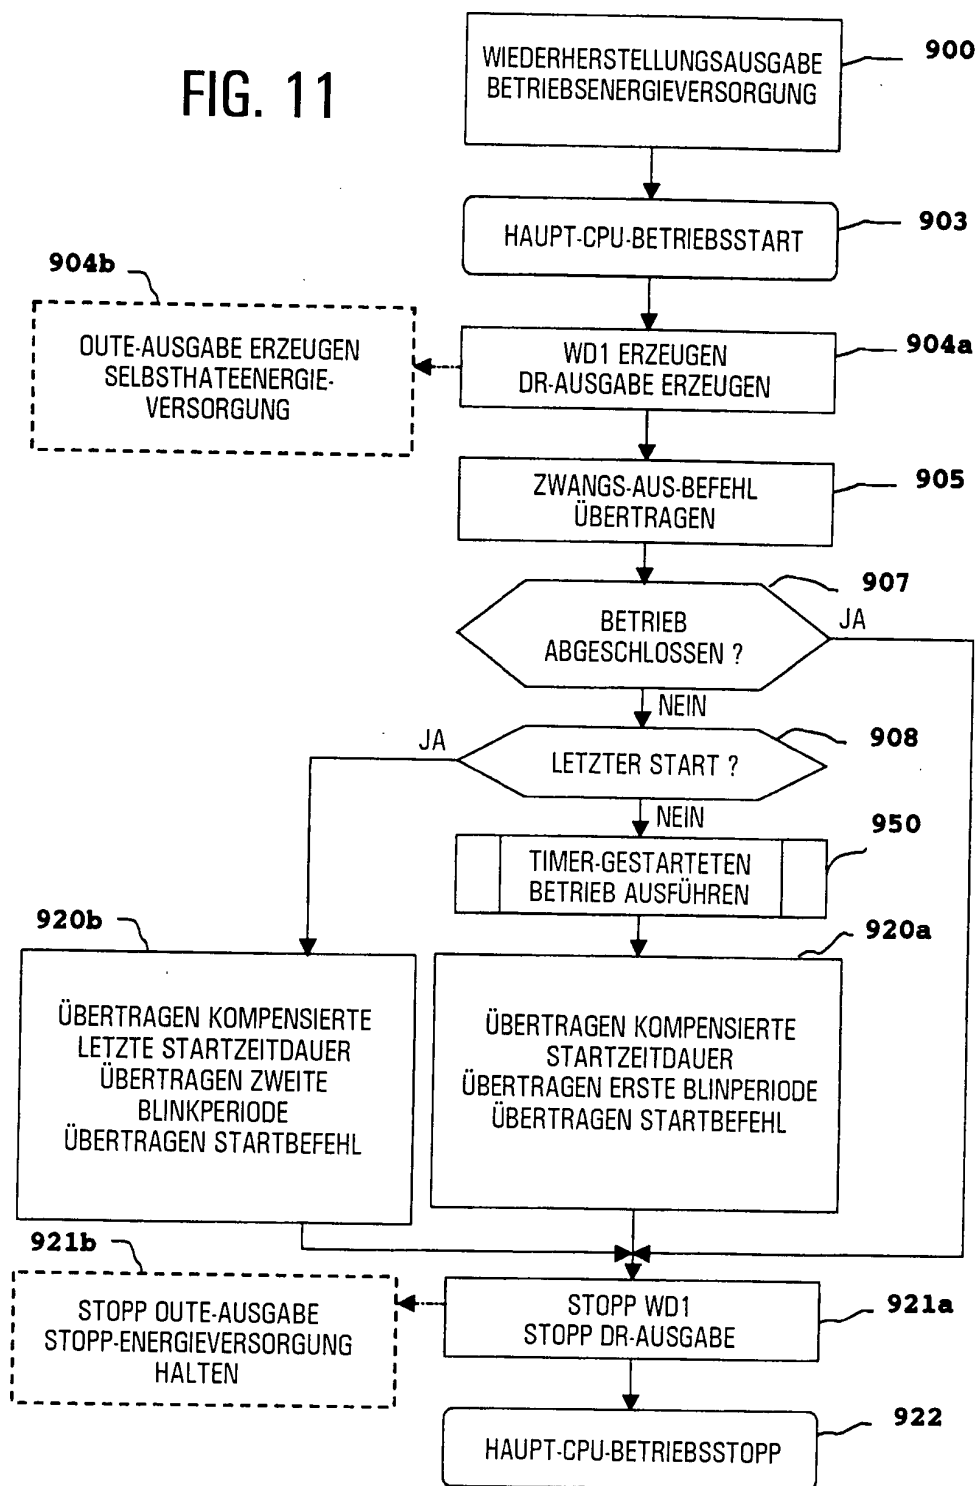 FIG. 11
WIEDERHERSTELLUNGSAUSGABE
BETRIEBSENERGIEVERSORGUNG
900
HAUPT-CPU-BETRIEBSSTART
903
904b
OUTE-AUSGABE ERZEUGEN
SELBSTHATEENERGIE-
VERSORGUNG
WD1 ERZEUGEN
DR-AUSGABE ERZEUGEN
904a
ZWANGS-AUS-BEFEHL
ÜBERTRAGEN
905
907
BETRIEB
ABGESCHLOSSEN ?
JA
NEIN
JA
LETZTER START ?
908
NEIN
950
TIMER-GESTARTETEN
BETRIEB AUSFÜHREN
920b
ÜBERTRAGEN KOMPENSIERTE
LETZTE STARTZEITDAUER
ÜBERTRAGEN ZWEITE
BLINKPERIODE
ÜBERTRAGEN STARTBEFEHL
920a
ÜBERTRAGEN KOMPENSIERTE
STARTZEITDAUER
ÜBERTRAGEN ERSTE BLINPERIODE
ÜBERTRAGEN STARTBEFEHL
921b
STOPP OUTE-AUSGABE
STOPP-ENERGIEVERSORGUNG
HALTEN
STOPP WD1
STOPP DR-AUSGABE
921a
HAUPT-CPU-BETRIEBSSTOPP
922